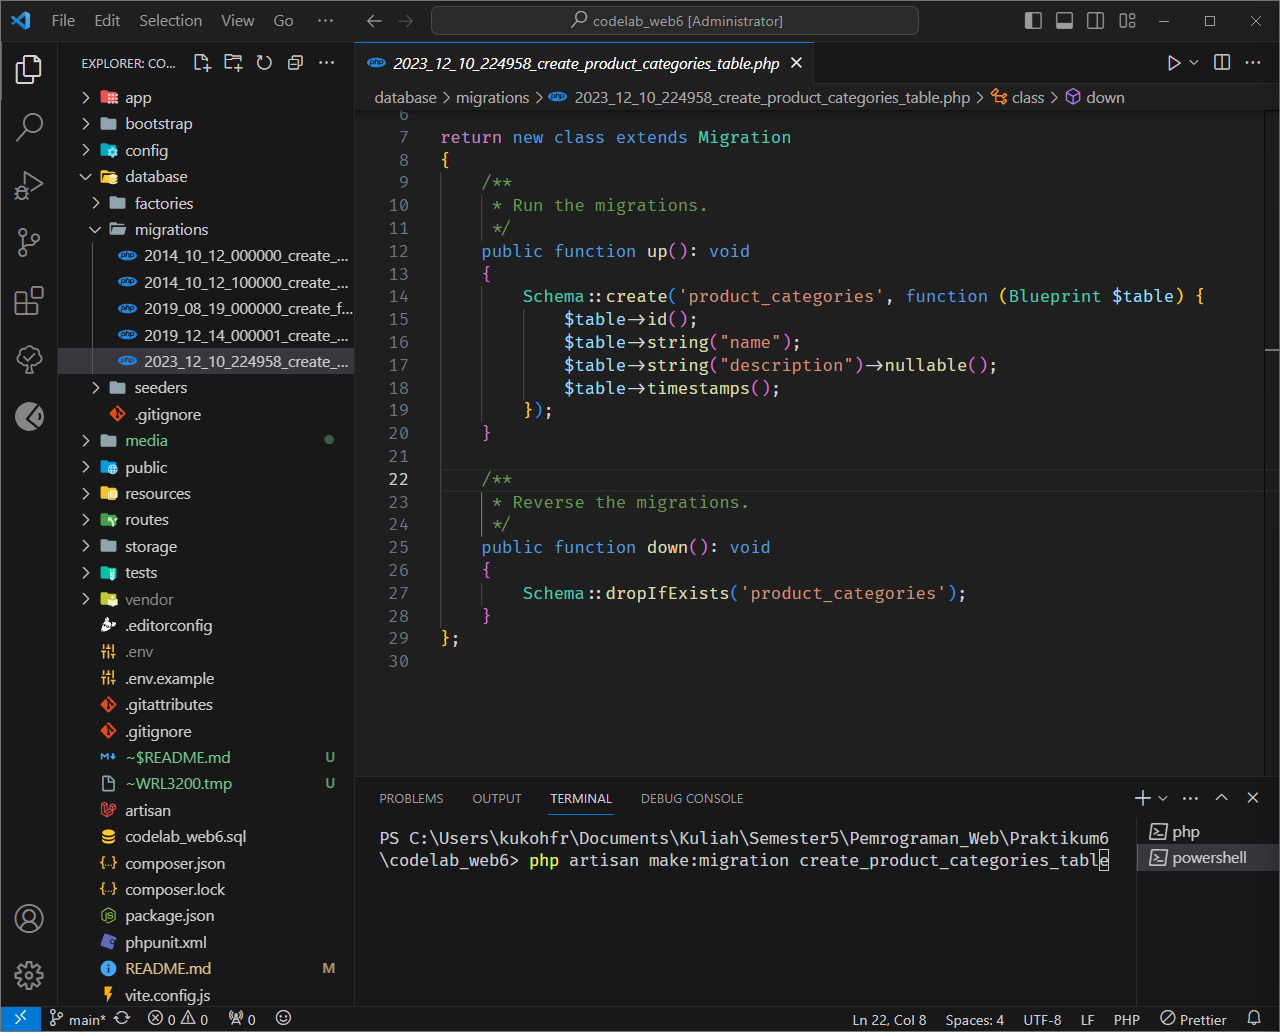 File Edit Selection View Go ··· codelab_web6 [Administrator]
EXPLORER: CO...
app
bootstrap
config
database
factories
migrations
2014_10_12_000000_create_...
2014_10_12_100000_create_...
2019_08_19_000000_create_f...
2019_12_14_000001_create_...
2023_12_10_224958_create_...
seeders
.gitignore
media
public
resources
routes
storage
tests
vendor
.editorconfig
.env
.env.example
.gitattributes
.gitignore
~$README.md U
~WRL3200.tmp U
artisan
codelab_web6.sql
composer.json
composer.lock
package.json
phpunit.xml
README.md M
vite.config.js
php 2023_12_10_224958_create_product_categories_table.php
database > migrations > php 2023_12_10_224958_create_product_categories_table.php > class > down
6
7 return new class extends Migration
8 {
9 /**
10 * Run the migrations.
11 */
12 public function up(): void
13 {
14 Schema::create('product_categories', function (Blueprint $table) {
15 $table->id();
16 $table->string("name");
17 $table->string("description")->nullable();
18 $table->timestamps();
19 });
20 }
21
22 /**
23 * Reverse the migrations.
24 */
25 public function down(): void
26 {
27 Schema::dropIfExists('product_categories');
28 }
29 };
30
PROBLEMS OUTPUT TERMINAL DEBUG CONSOLE
PS C:\Users\kukohfr\Documents\Kuliah\Semester5\Pemrograman_Web\Praktikum6
\codelab_web6> php artisan make:migration create_product_categories_table
php
powershell
main* 0 0 0 Ln 22, Col 8 Spaces: 4 UTF-8 LF PHP Prettier